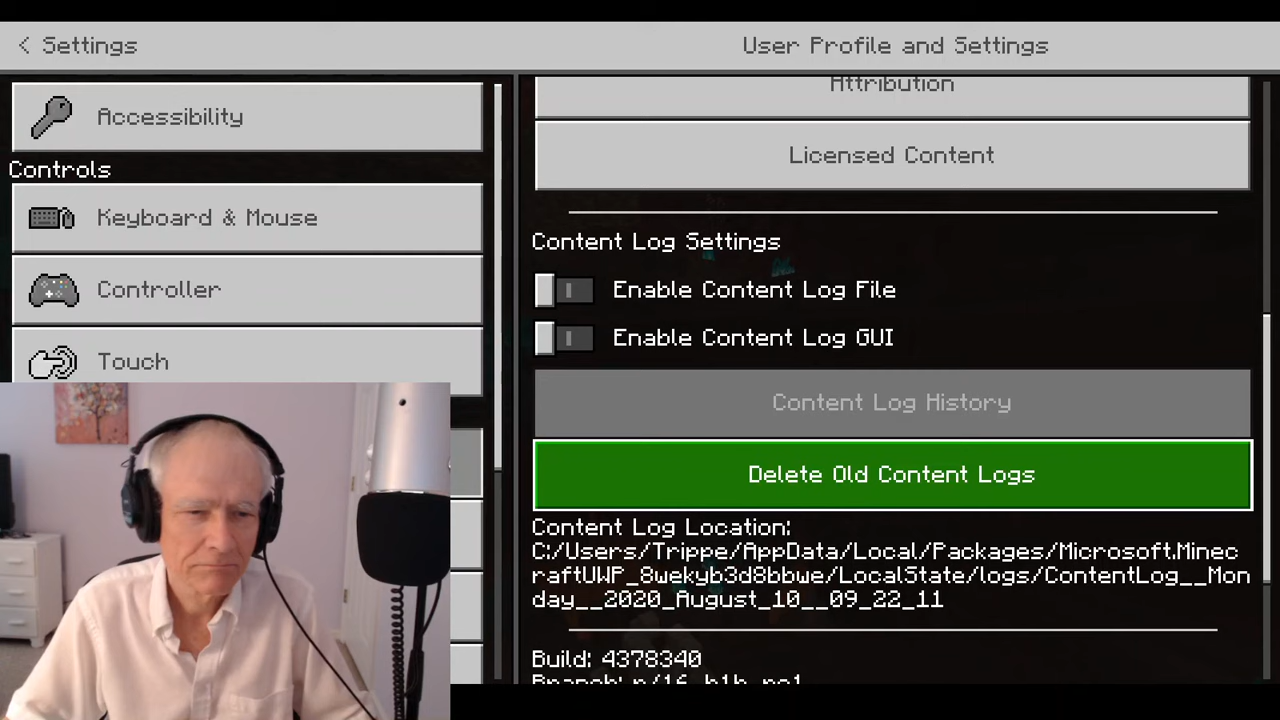 < Settings
User Profile and Settings
Accessibility
Controls
Keyboard & Mouse
Controller
Touch
Attribution
Licensed Content
Content Log Settings
Enable Content Log File
Enable Content Log GUI
Content Log History
Delete Old Content Logs
Content Log Location:
C:/Users/Trippe/AppData/Local/Packages/Microsoft.Minec
raftUWP_8wekyb3d8bbwe/LocalState/logs/ContentLog__Mon
day__2020_August_10__09_22_11
Build: 4378340
Branch: